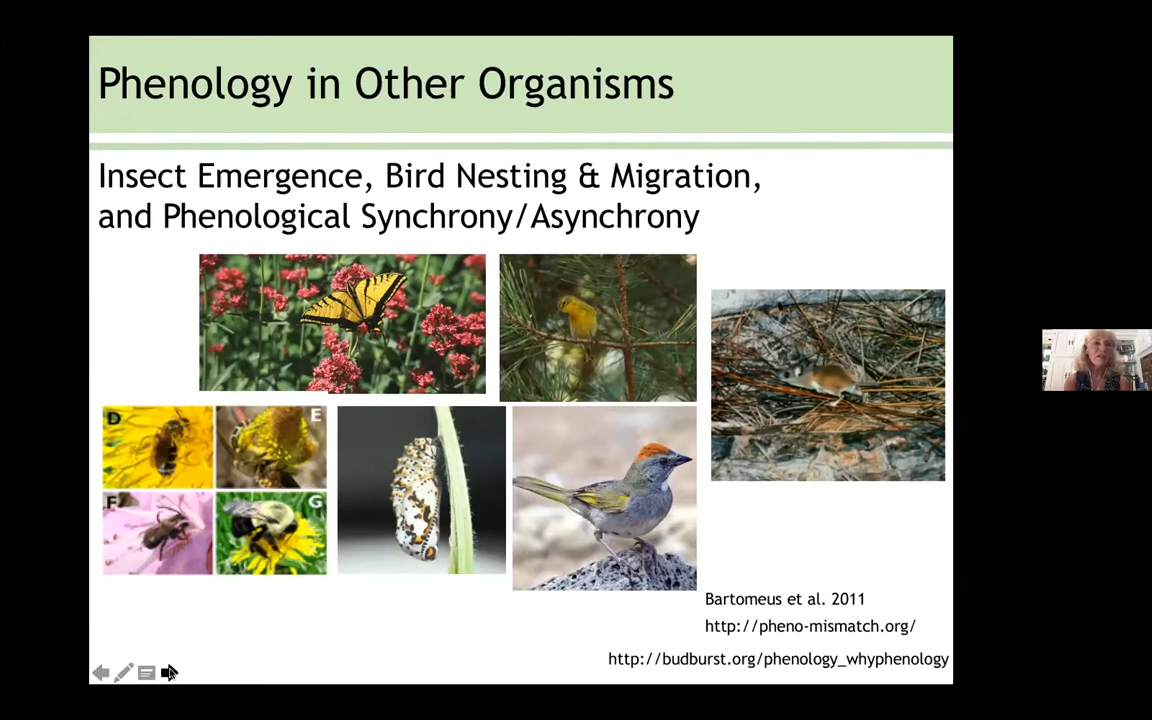 Phenology in Other Organisms
Insect Emergence, Bird Nesting & Migration,
and Phenological Synchrony/Asynchrony
D
E
F
G
Bartomeus et al. 2011
http://pheno-mismatch.org/
http://budburst.org/phenology_whyphenology